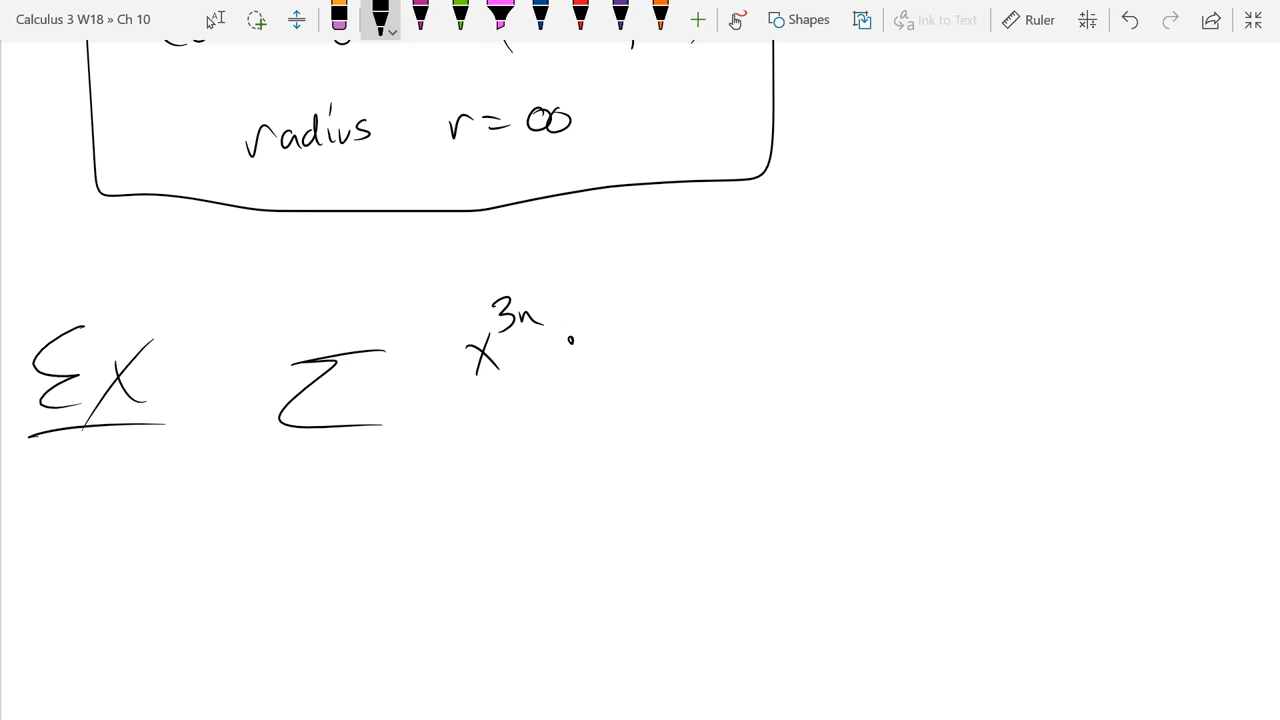 Calculus 3 W18 » Ch 10
Shapes
Ink to Text
Ruler
radius r = ∞
Ex Σ x^{3n} ·